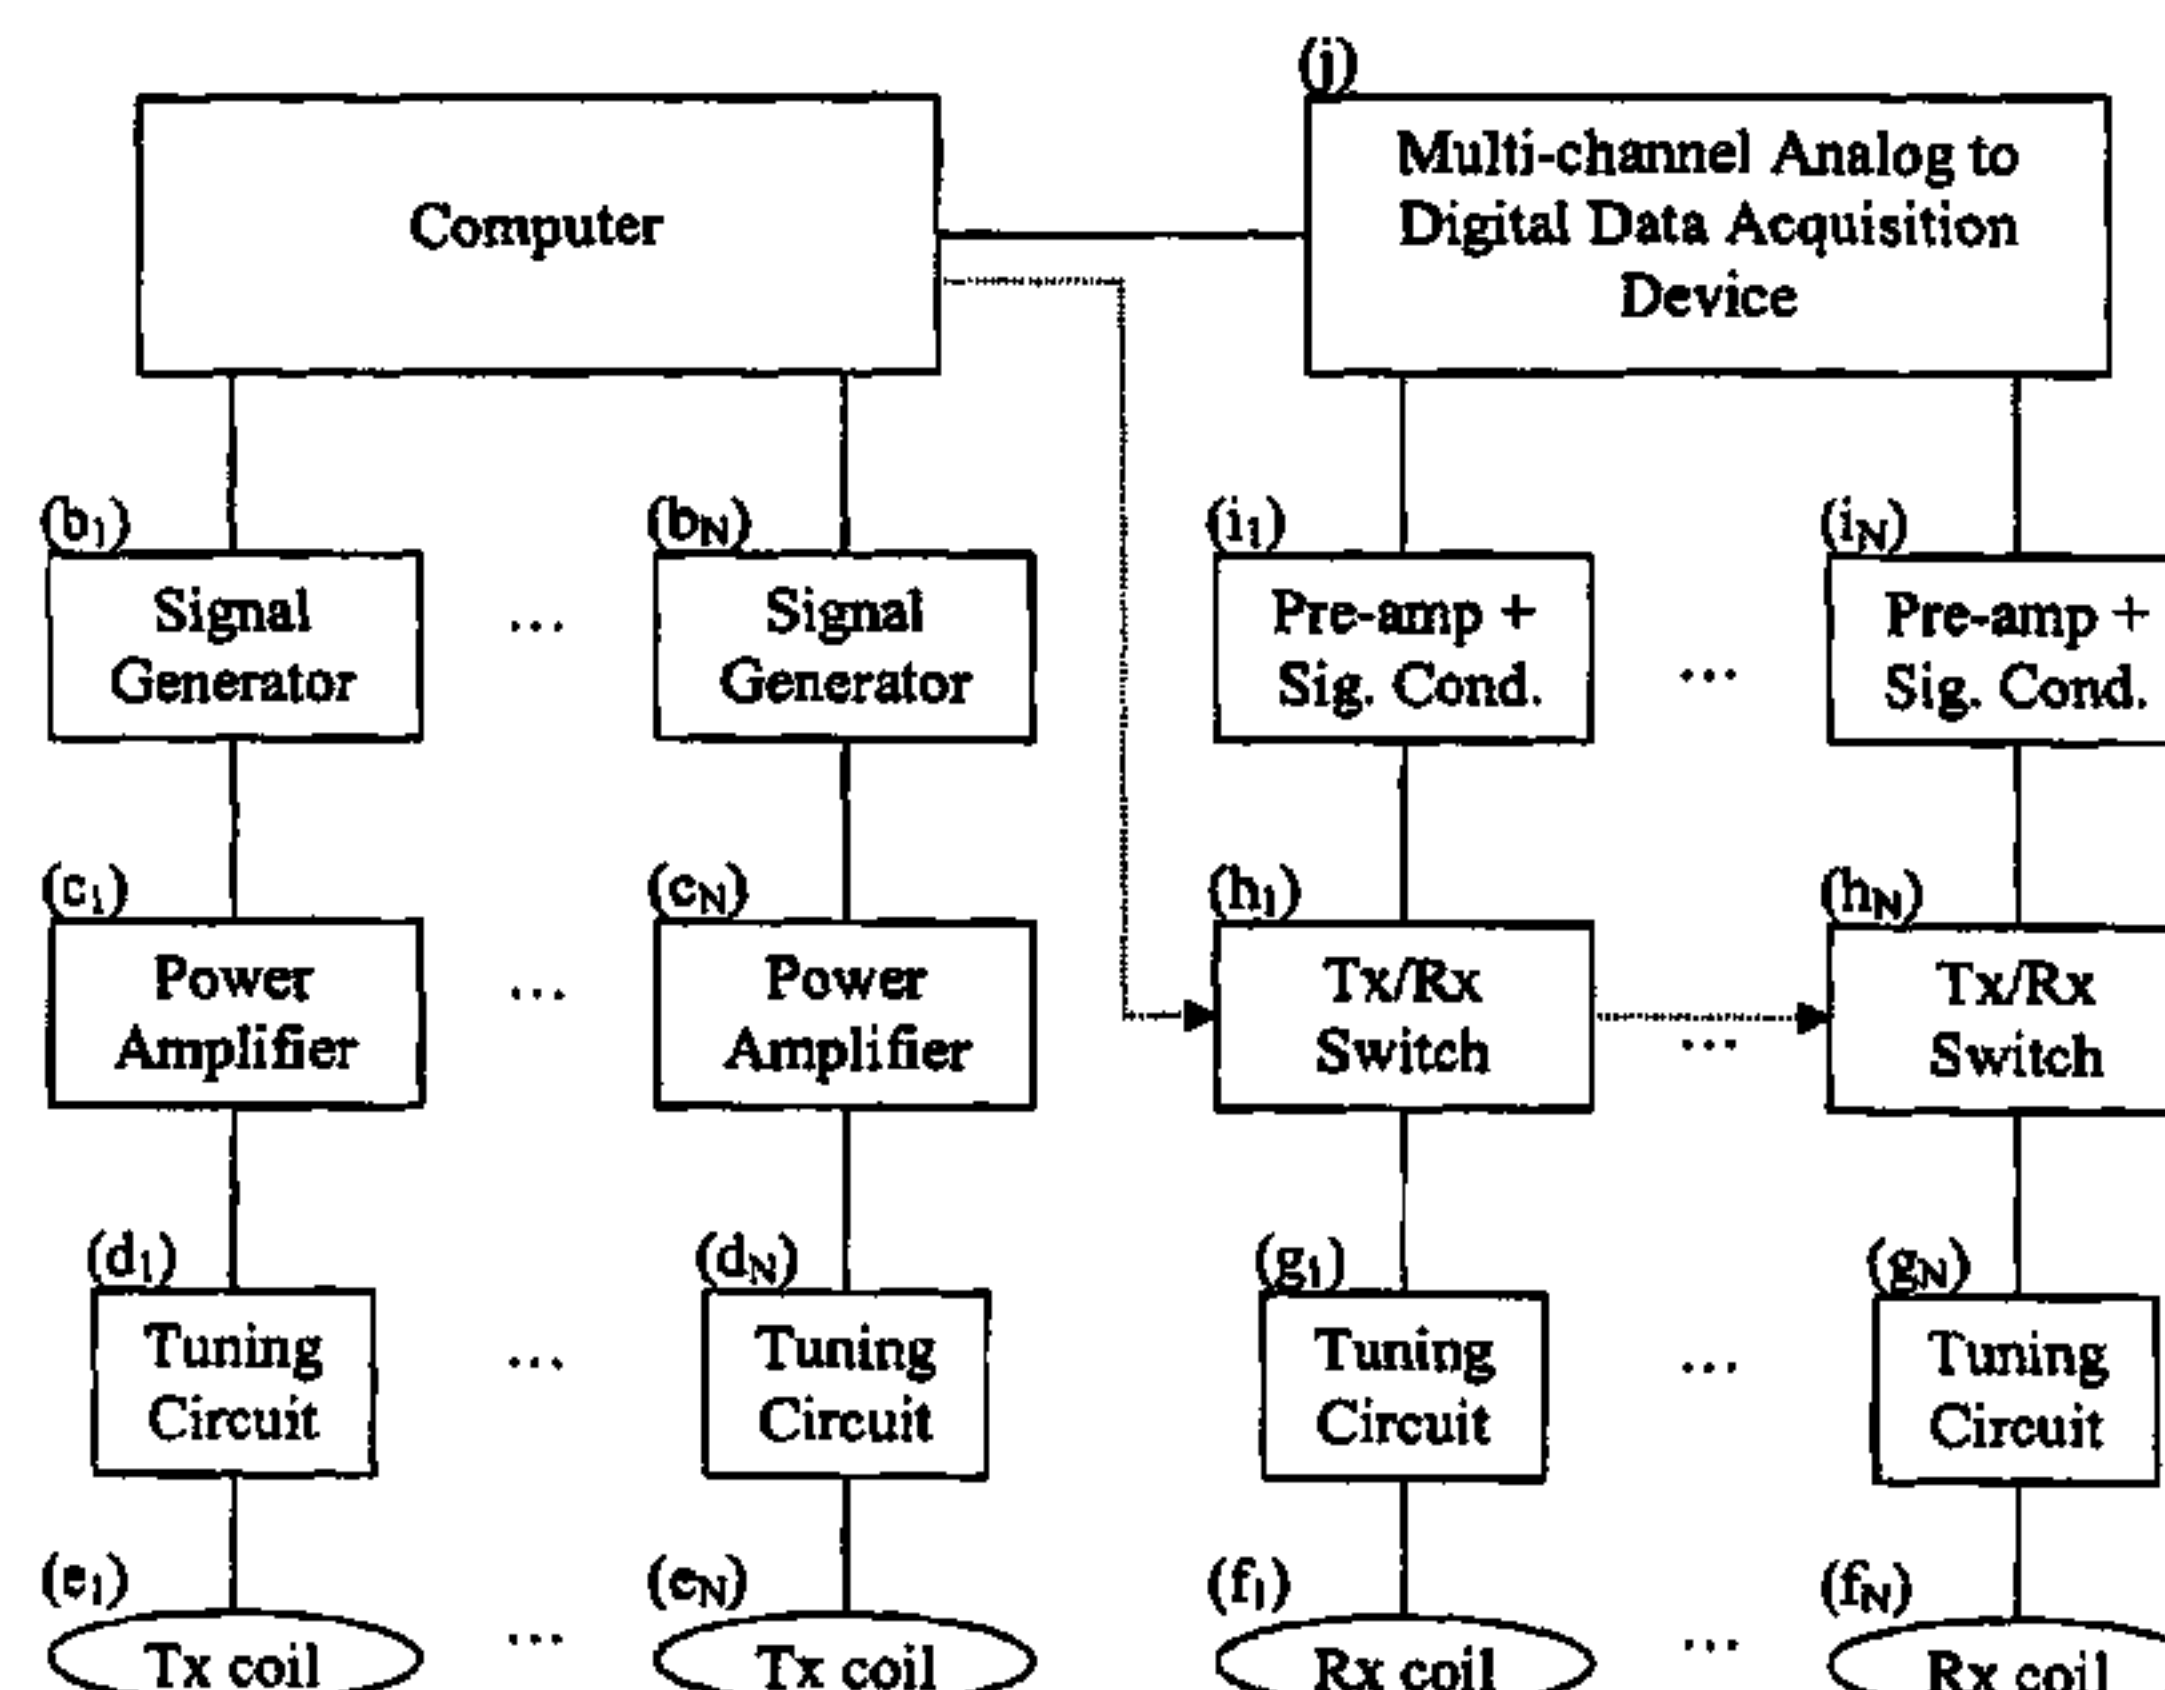 (j)
Computer
Multi-channel Analog to
Digital Data Acquisition
Device
(b1)
(bN)
(i1)
(iN)
Signal
Generator
...
Signal
Generator
Pre-amp +
Sig. Cond.
...
Pre-amp +
Sig. Cond.
(c1)
(cN)
(h1)
(hN)
Power
Amplifier
...
Power
Amplifier
Tx/Rx
Switch
...
Tx/Rx
Switch
(d1)
(dN)
(g1)
(gN)
Tuning
Circuit
...
Tuning
Circuit
Tuning
Circuit
...
Tuning
Circuit
(e1)
(eN)
(f1)
(fN)
Tx coil
...
Tx coil
Rx coil
...
Rx coil